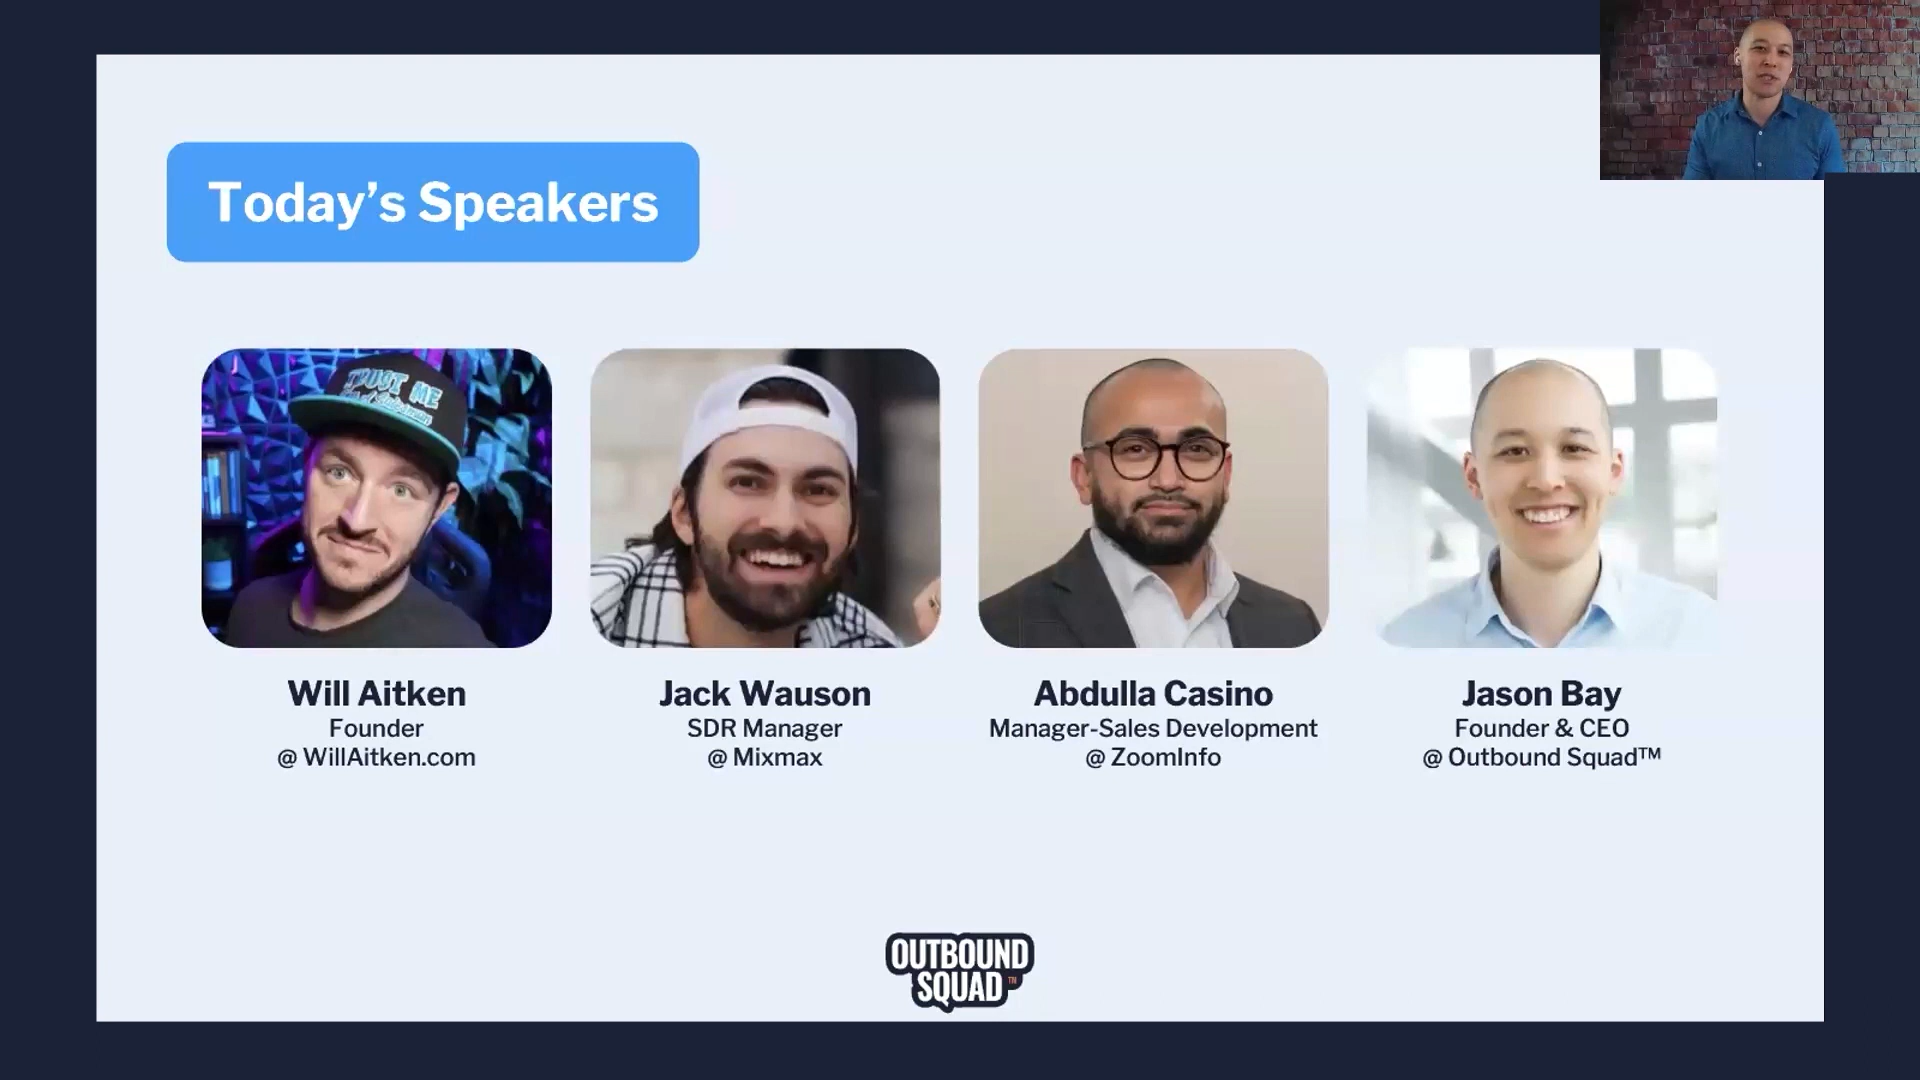 Today’s Speakers
TRUST ME
Will Aitken
Founder
@ WillAitken.com
Jack Wauson
SDR Manager
@ Mixmax
Abdulla Casino
Manager-Sales Development
@ ZoomInfo
Jason Bay
Founder & CEO
@ Outbound Squad™
OUTBOUND
SQUAD™